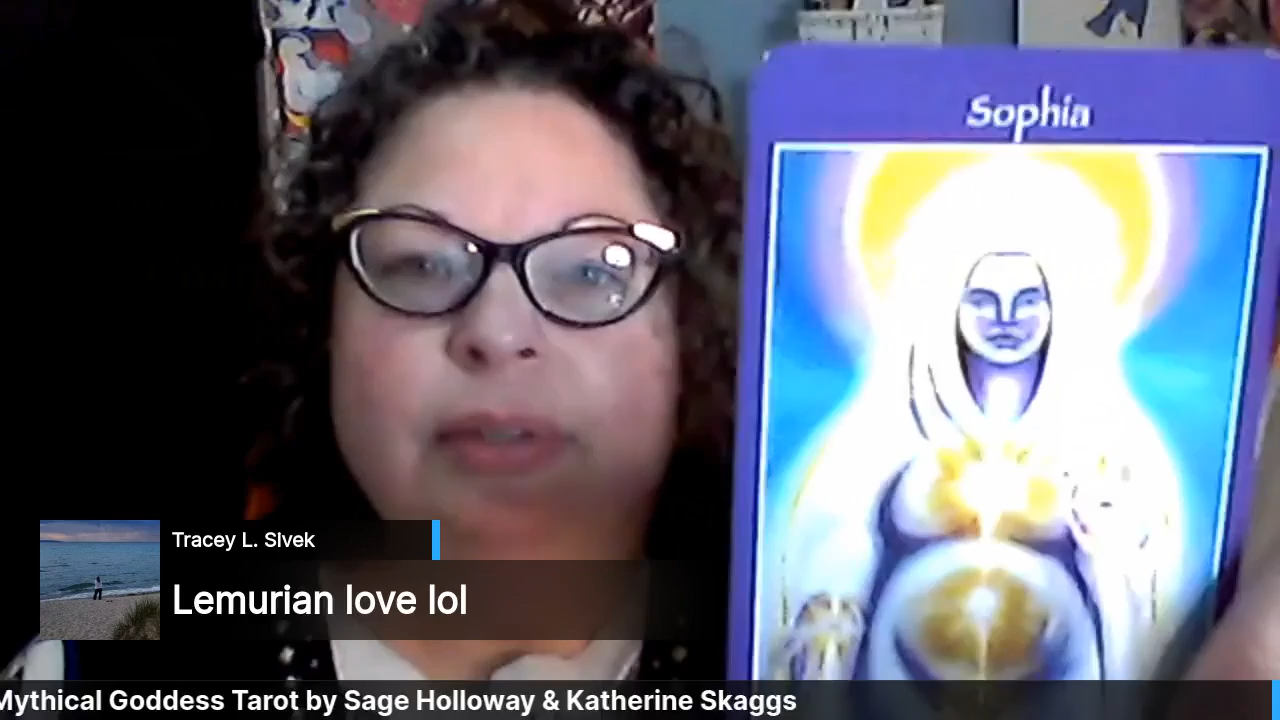 Sophia
Tracey L. Slvek
Lemurian love lol
Mythical Goddess Tarot by Sage Holloway & Katherine Skaggs